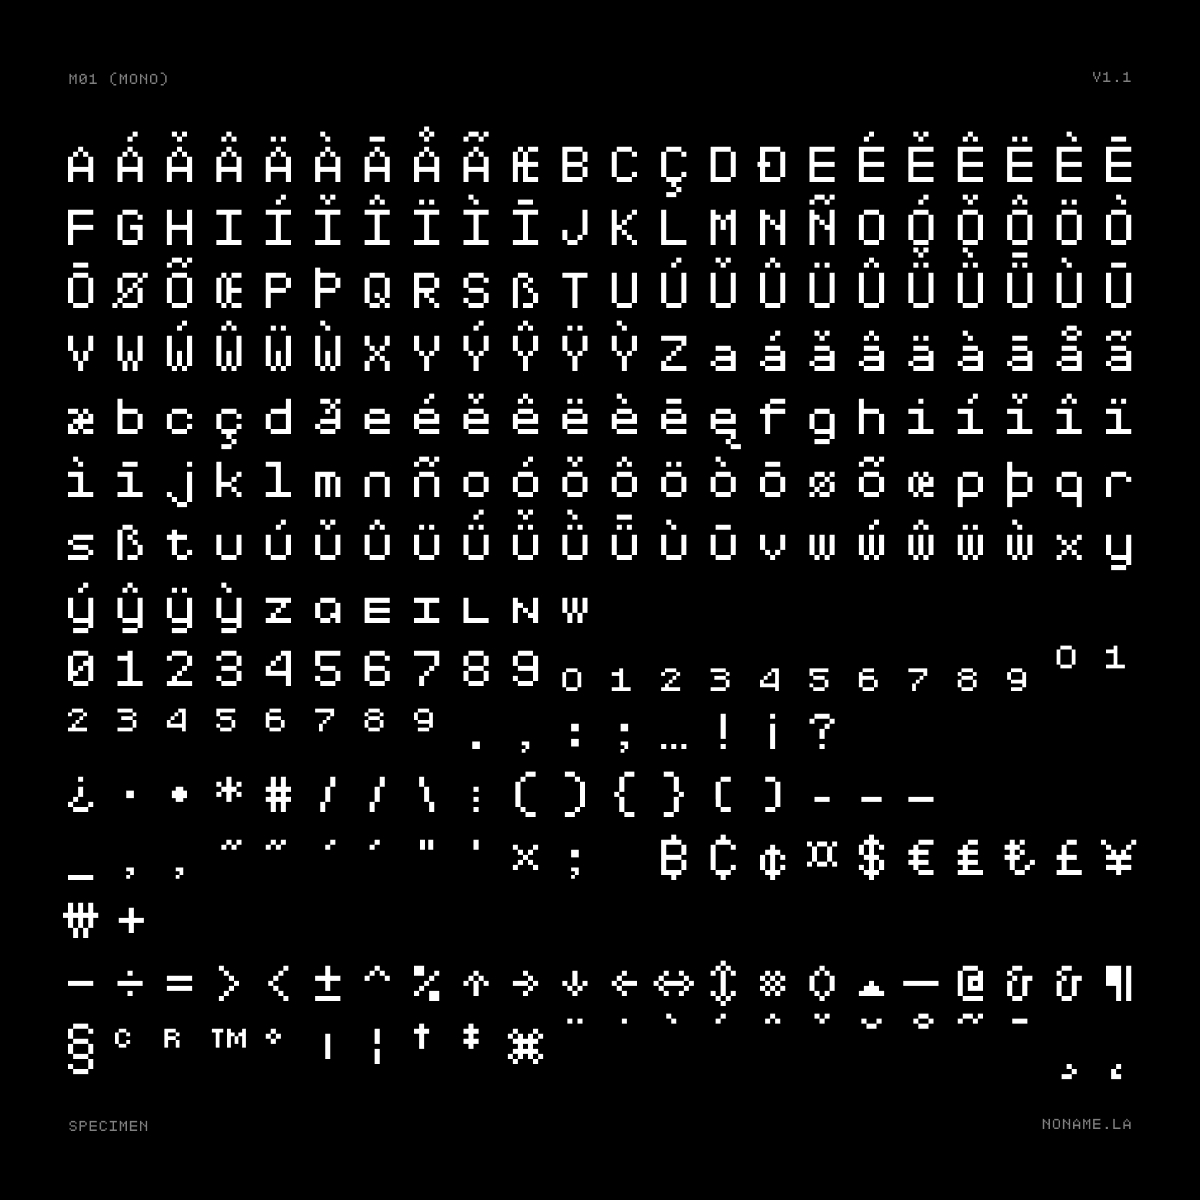 M01 (MONO) V1.1
A Á Ǎ Â Ä À Ā Å Ã Æ B C Ç D Ð E É Ě Ê Ë È Ē
F G H I Í Ǐ Î Ï Ì Ī J K L M N Ñ O Ó Ǒ Ô Ö Ò
Ō Ø Õ Œ P Þ Q R S ß T U Ú Ǔ Û Ü Û Ǚ Ǜ Ǖ Ù Ū
V W Ẃ Ŵ Ẅ Ẁ X Y Ý Ŷ Ÿ Ỳ Z a á ǎ â ä à ā å ã
æ b c ç d ð e é ě ê ë è ē ę f g h i í ǐ î ï
ì ī j k l m n ñ o ó ǒ ô ö ò ō ø õ œ p þ q r
s ß t u ú ǔ û ü ǘ ǚ ǜ ǖ ù ū v w ẃ ŵ ẅ ẁ x y
ý ŷ ÿ ỳ z a E I L N W
0 1 2 3 4 5 6 7 8 9 ₀ ₁ ₂ ₃ ₄ ₅ ₆ ₇ ₈ ₉ ⁰ ¹
² ³ ⁴ ⁵ ⁶ ⁷ ⁸ ⁹ . , : ; … ! ¡ ?
¿ · • * # / / \ ⋮ ( ) { } [ ] - – —
_ ‚ , ˝ ˝ ´ ´ " ' × ; ₿ ₵ ¢ ¤ $ € ₤ ₺ £ ¥
₩ +
− ÷ = > < ± ^ % ↑ → ↓ ← ↔ ↕ ※ ◊ ▲ — @ & & ¶
§ © ® ™ ° | ¦ † ‡ ⌘ ¨ ˙ ` ´ ^ ˇ ˘ ˚ ˜ ¯ ¸ ˛
SPECIMEN NONAME.LA